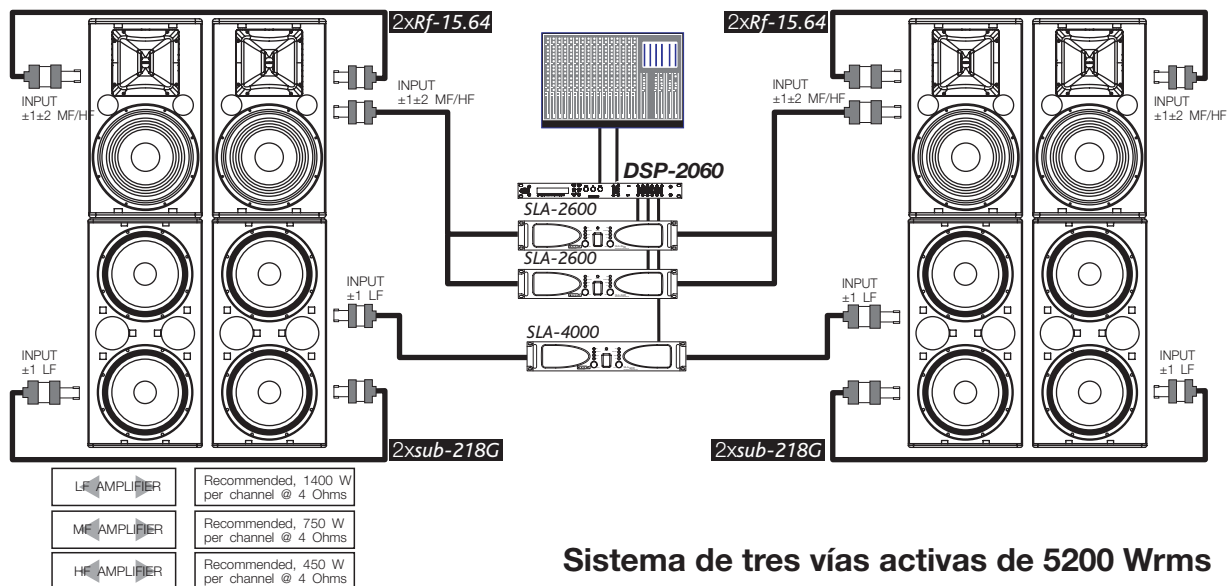 2xRf-15.64
2xRf-15.64
INPUT
±1±2 MF/HF
INPUT
±1±2 MF/HF
INPUT
±1±2 MF/HF
INPUT
±1±2 MF/HF
DSP-2060
SLA-2600
SLA-2600
SLA-4000
INPUT
±1 LF
INPUT
±1 LF
INPUT
±1 LF
INPUT
±1 LF
2xsub-218G
2xsub-218G
LF AMPLIFIER
Recommended, 1400 W
per channel @ 4 Ohms
MF AMPLIFIER
Recommended, 750 W
per channel @ 4 Ohms
HF AMPLIFIER
Recommended, 450 W
per channel @ 4 Ohms
Sistema de tres vías activas de 5200 Wrms